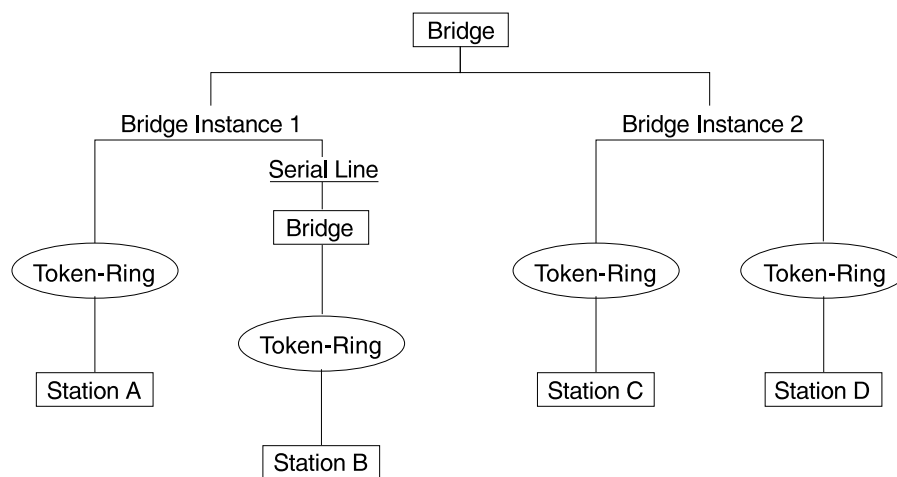 Bridge
Bridge Instance 1
Bridge Instance 2
Serial Line
Bridge
Token-Ring
Token-Ring
Token-Ring
Token-Ring
Station A
Station C
Station D
Station B